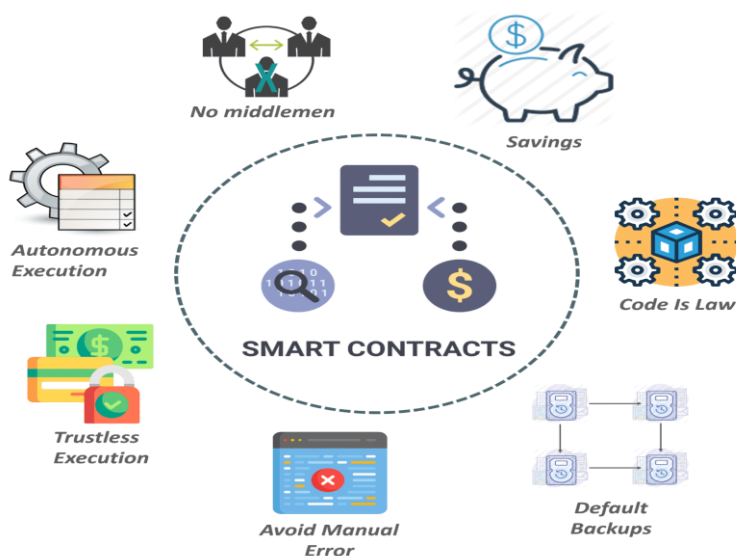 No middlemen
Savings
Autonomous
Execution
Code Is Law
SMART CONTRACTS
Trustless
Execution
Avoid Manual
Error
Default
Backups
$
$
$